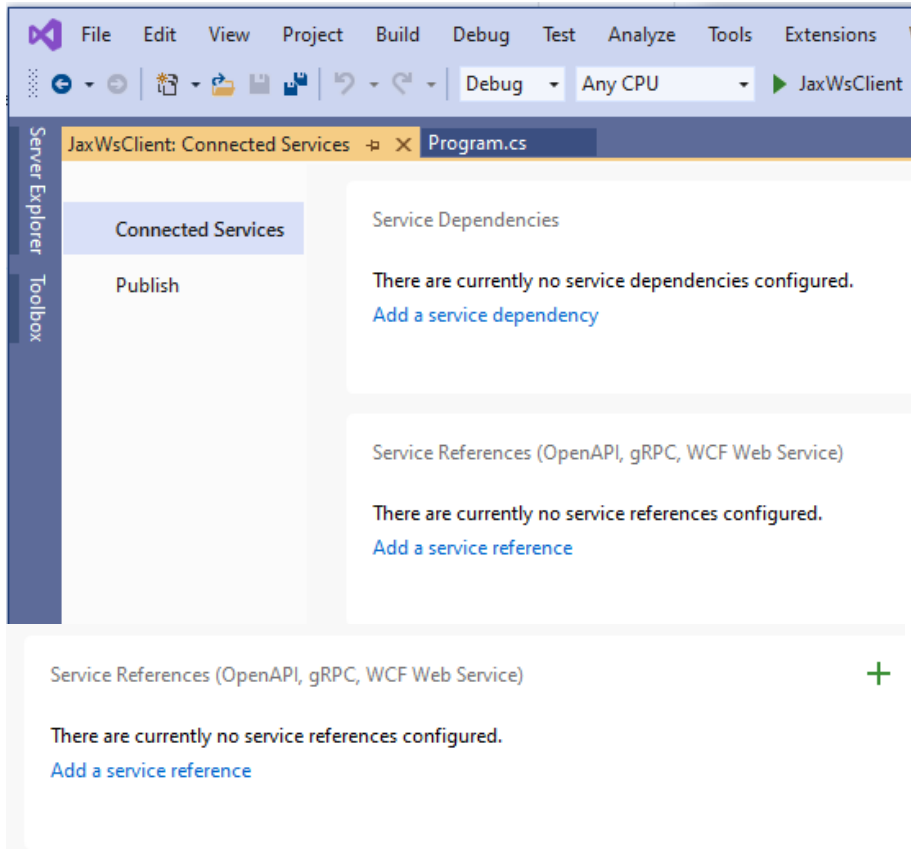 File Edit View Project Build Debug Test Analyze Tools Extensions
Debug Any CPU JaxWsClient
Server Explorer
Toolbox
JaxWsClient: Connected Services Program.cs
Connected Services
Publish
Service Dependencies
There are currently no service dependencies configured.
Add a service dependency
Service References (OpenAPI, gRPC, WCF Web Service)
There are currently no service references configured.
Add a service reference
Service References (OpenAPI, gRPC, WCF Web Service)
There are currently no service references configured.
Add a service reference